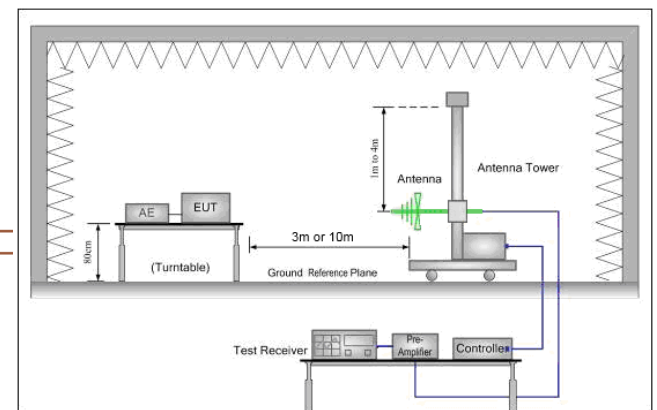 1m to 4m
Antenna
Antenna Tower
AE
EUT
80cm
(Turntable)
3m or 10m
Ground Reference Plane
Test Receiver
Pre-
Amplifier
Controller